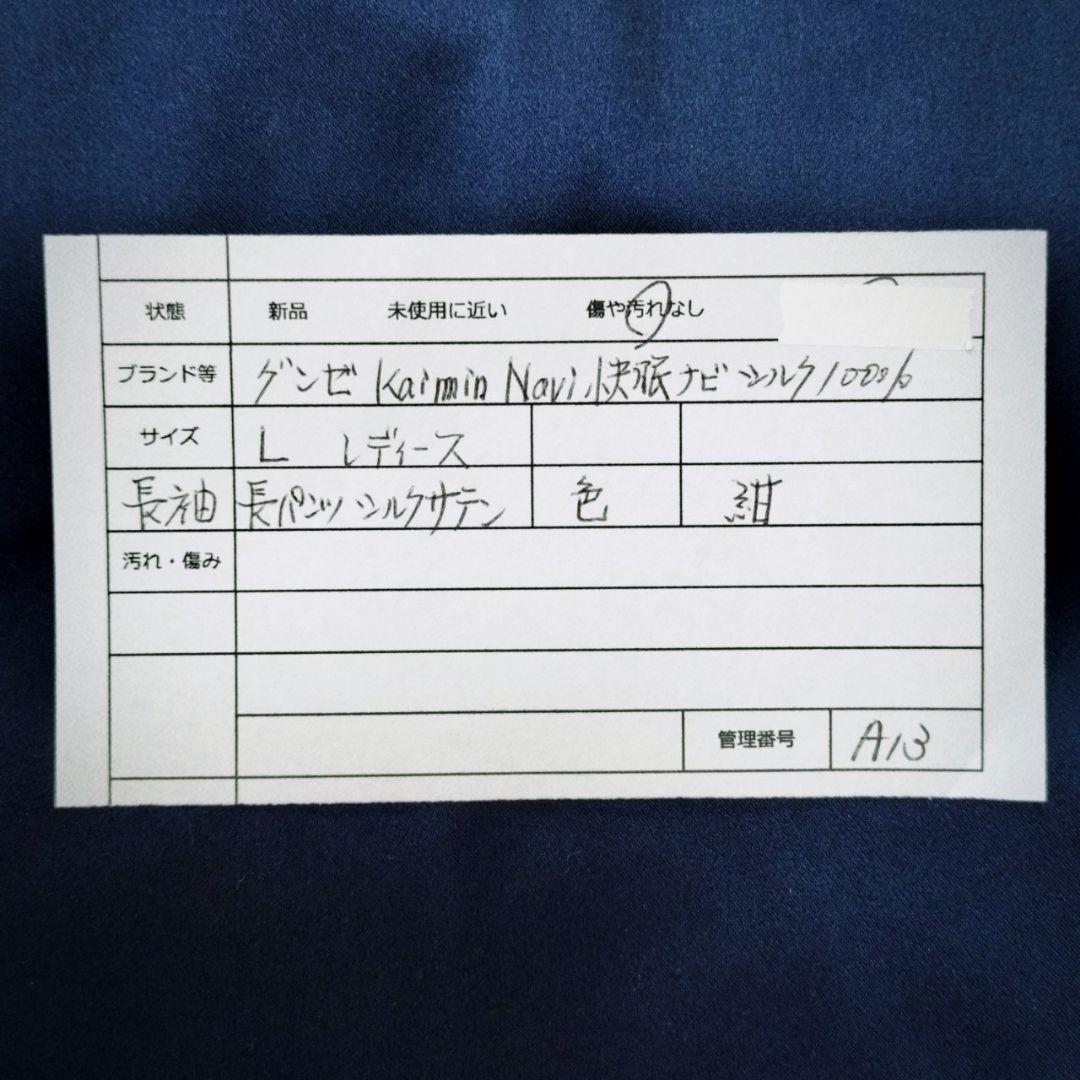 状態 新品 未使用に近い 傷や汚れなし
ブランド等 グンゼ Kaimin Navi 快眠ナビ シルク100%
サイズ L レディース
長袖 長パンツ シルクサテン 色 紺
汚れ・傷み
管理番号 A13